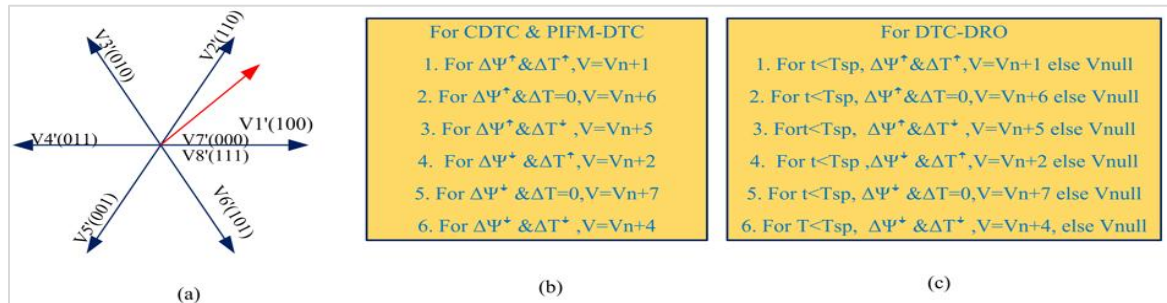 V3'(010)
V2'(110)
V1'(100)
V4'(011)
V7'(000)
V8'(111)
V5'(001)
V6'(101)
(a)
For CDTC & PIFM-DTC
1. For ΔΨ↑&ΔT↑,V=Vn+1
2. For ΔΨ↑&ΔT=0,V=Vn+6
3. For ΔΨ↑&ΔT↓ ,V=Vn+5
4. For ΔΨ↓ &ΔT↑,V=Vn+2
5. For ΔΨ↓ &ΔT=0,V=Vn+7
6. For ΔΨ↓ &ΔT↓,V=Vn+4
(b)
For DTC-DRO
1. For t<Tsp, ΔΨ↑&ΔT↑,V=Vn+1 else Vnull
2. For t<Tsp, ΔΨ↑&ΔT=0,V=Vn+6 else Vnull
3. Fort<Tsp, ΔΨ↑&ΔT↓ ,V=Vn+5 else Vnull
4. For t<Tsp ,ΔΨ↓ &ΔT↑,V=Vn+2 else Vnull
5. For t<Tsp, ΔΨ↓ &ΔT=0,V=Vn+7 else Vnull
6. For T<Tsp, ΔΨ↓ &ΔT↓,V=Vn+4, else Vnull
(c)